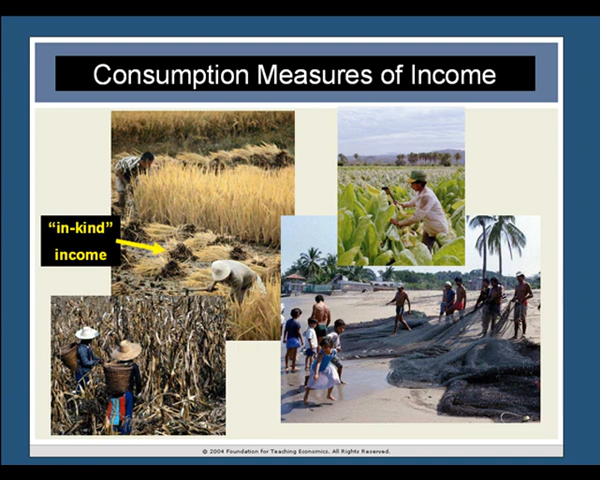 Consumption Measures of Income
“in-kind”
income
© 2004 Foundation for Teaching Economics. All Rights Reserved.